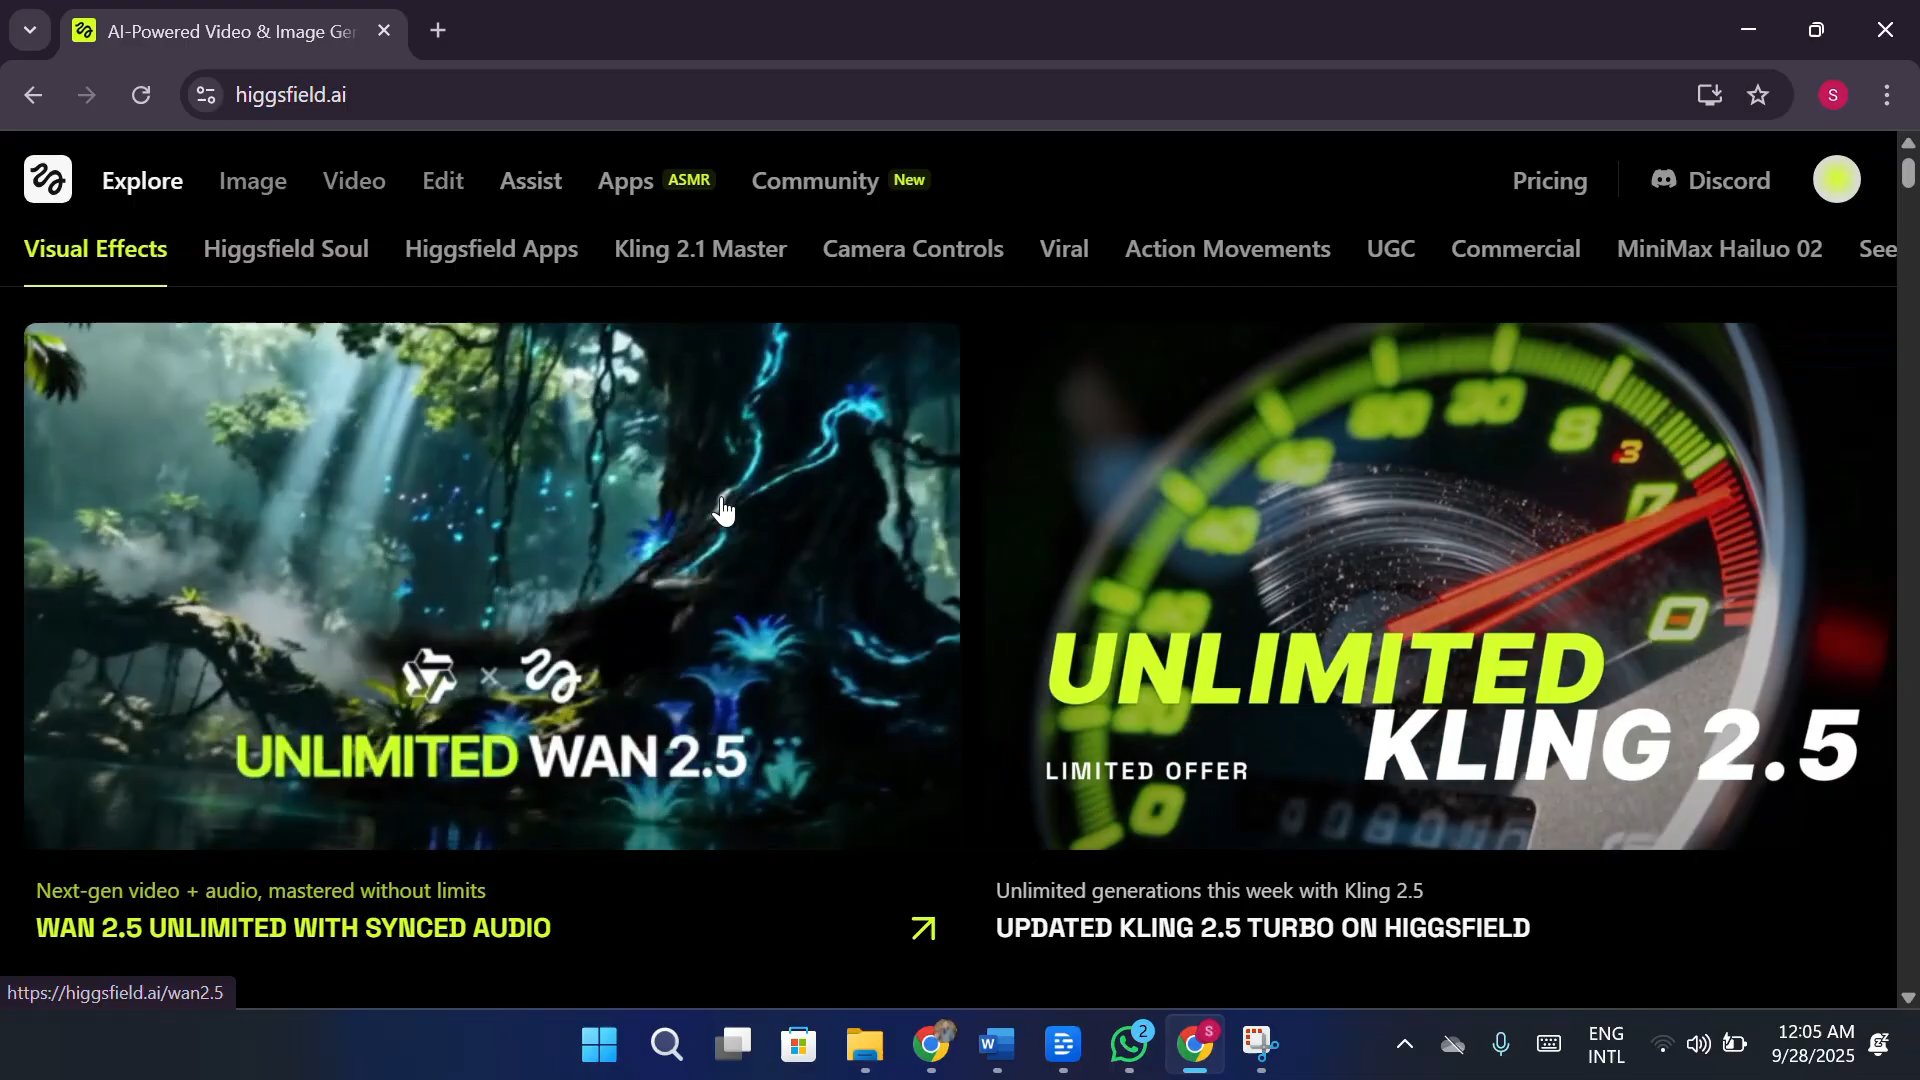 AI-Powered Video & Image Ge
higgsfield.ai
S
Explore
Image
Video
Edit
Assist
Apps ASMR
Community New
Pricing
Discord
Visual Effects
Higgsfield Soul
Higgsfield Apps
Kling 2.1 Master
Camera Controls
Viral
Action Movements
UGC
Commercial
MiniMax Hailuo 02
See
UNLIMITED WAN 2.5
UNLIMITED
KLING 2.5
LIMITED OFFER
Next-gen video + audio, mastered without limits
WAN 2.5 UNLIMITED WITH SYNCED AUDIO
Unlimited generations this week with Kling 2.5
UPDATED KLING 2.5 TURBO ON HIGGSFIELD
https://higgsfield.ai/wan2.5
W
2
S
ENG
INTL
12:05 AM
9/28/2025